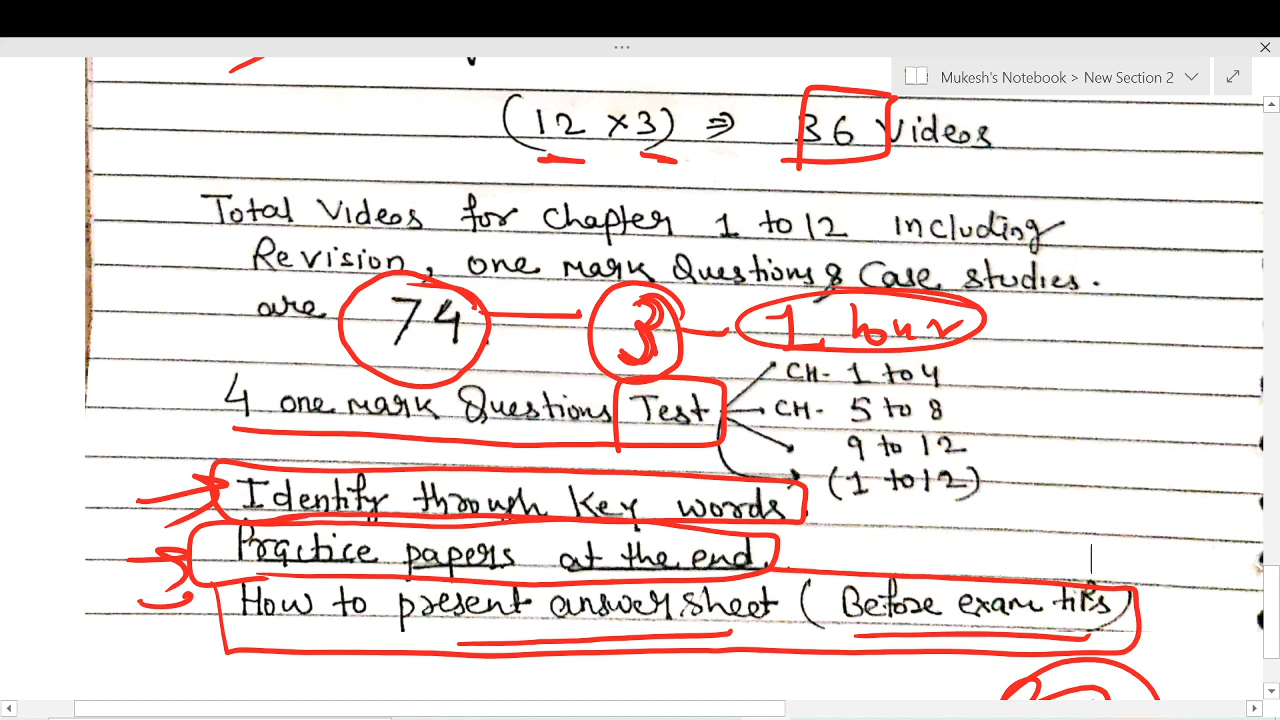 Mukesh's Notebook > New Section 2
(12 × 3) ⇒ 36 Videos
Total Videos for Chapter 1 to 12 including
Revision, one mark Questions & Case studies.
are 74 — 3 — 1 hour
CH- 1 to 4
4 one mark Questions Test CH- 5 to 8
9 to 12
(1 to 12)
Identify through key words
Practice papers at the end.
How to present answer sheet (Before exam tips)